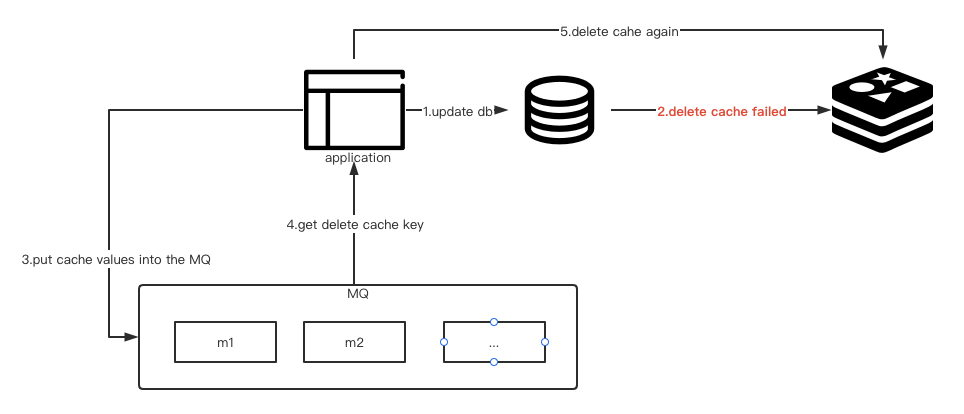 5.delete cahe again
1.update db
2.delete cache failed
application
4.get delete cache key
3.put cache values into the MQ
MQ
m1
m2
...